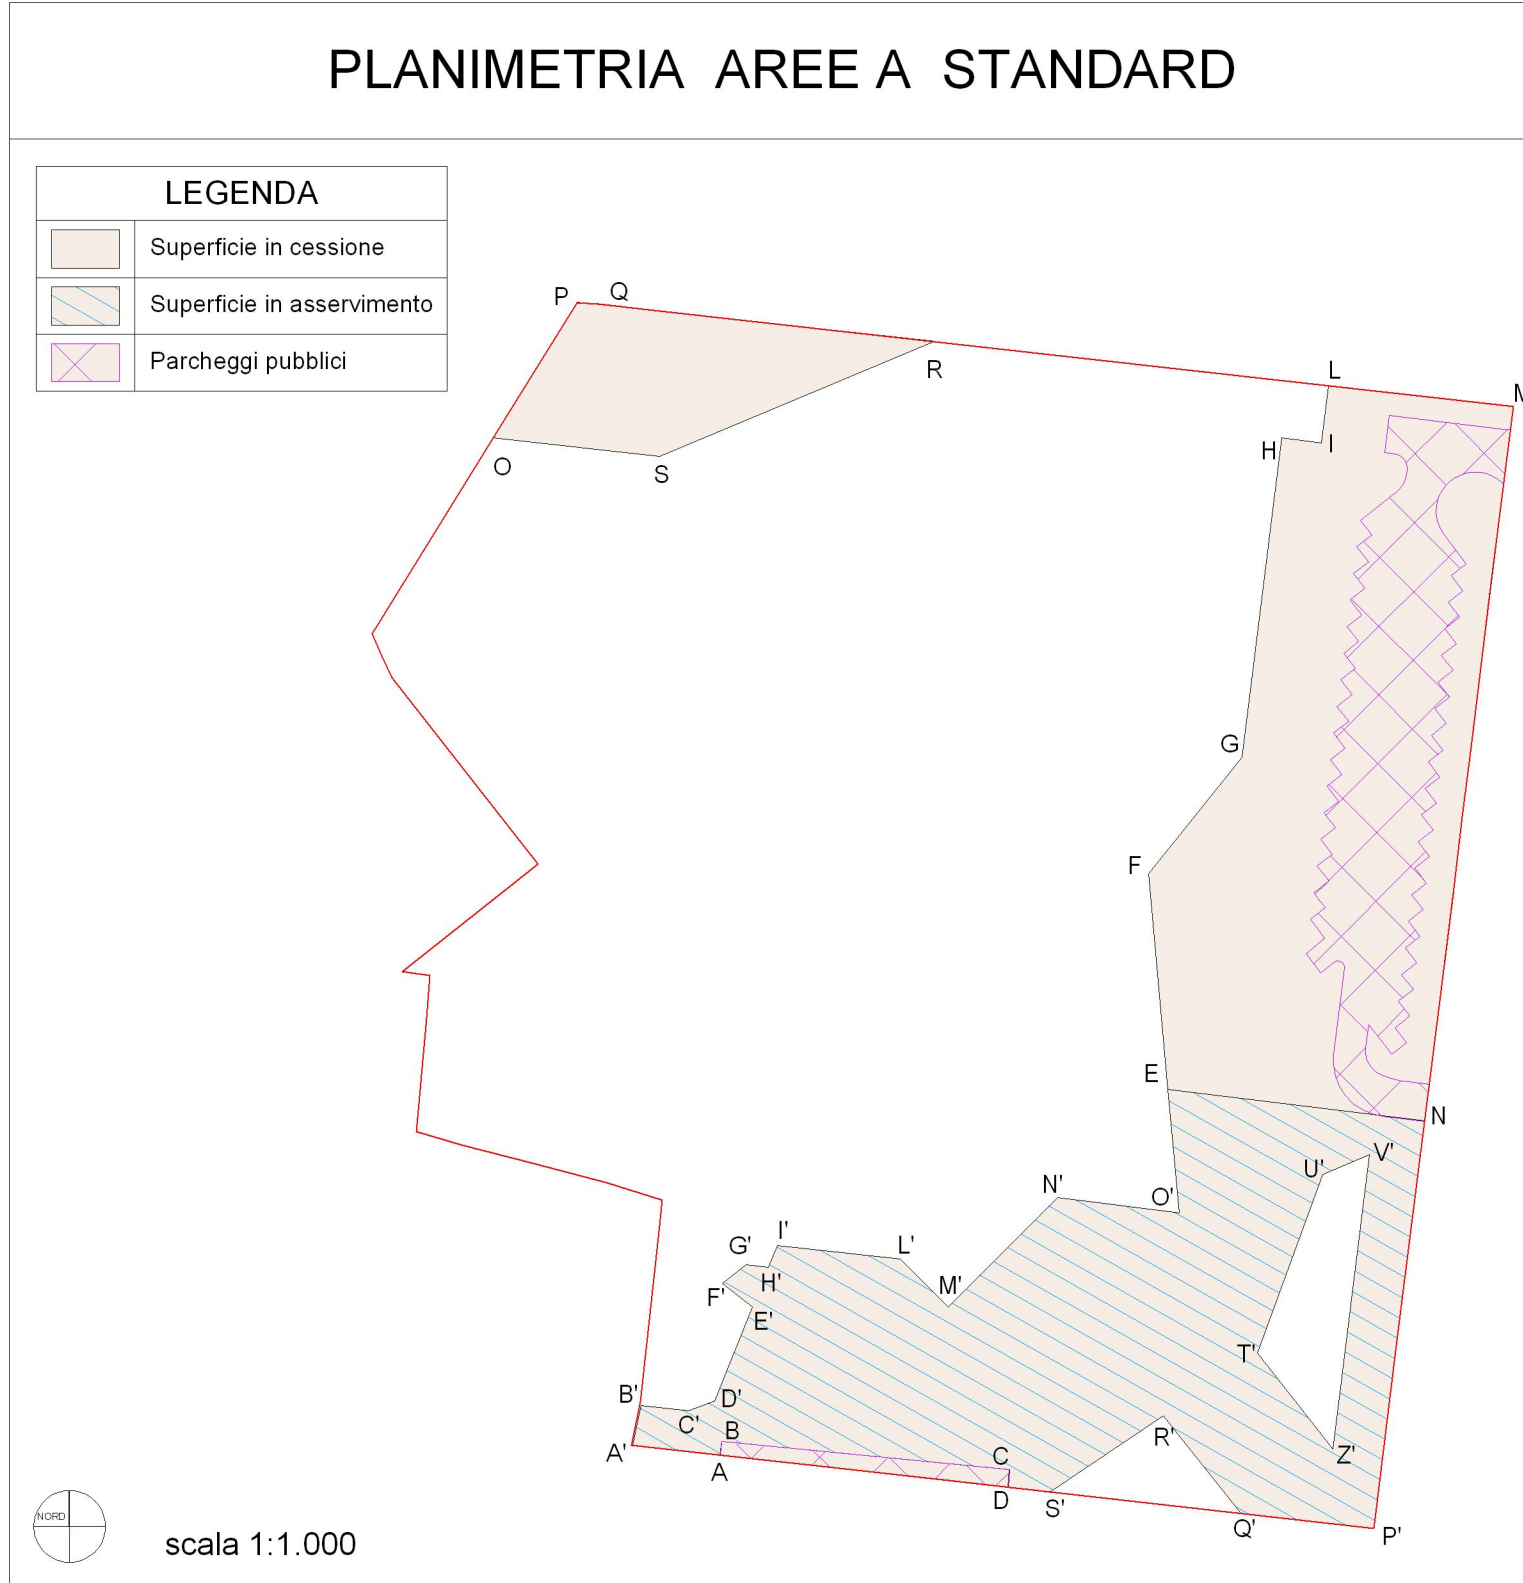 PLANIMETRIA AREE A STANDARD
LEGENDA
Superficie in cessione
Superficie in asservimento
Parcheggi pubblici
P
Q
R
L
M
O
S
H
I
G
F
E
N
V'
U'
N'
O'
I'
L'
G'
H'
M'
F'
E'
T'
B'
D'
C'
B
A'
A
C
D
S'
R'
Z'
Q'
P'
NORD
scala 1:1.000